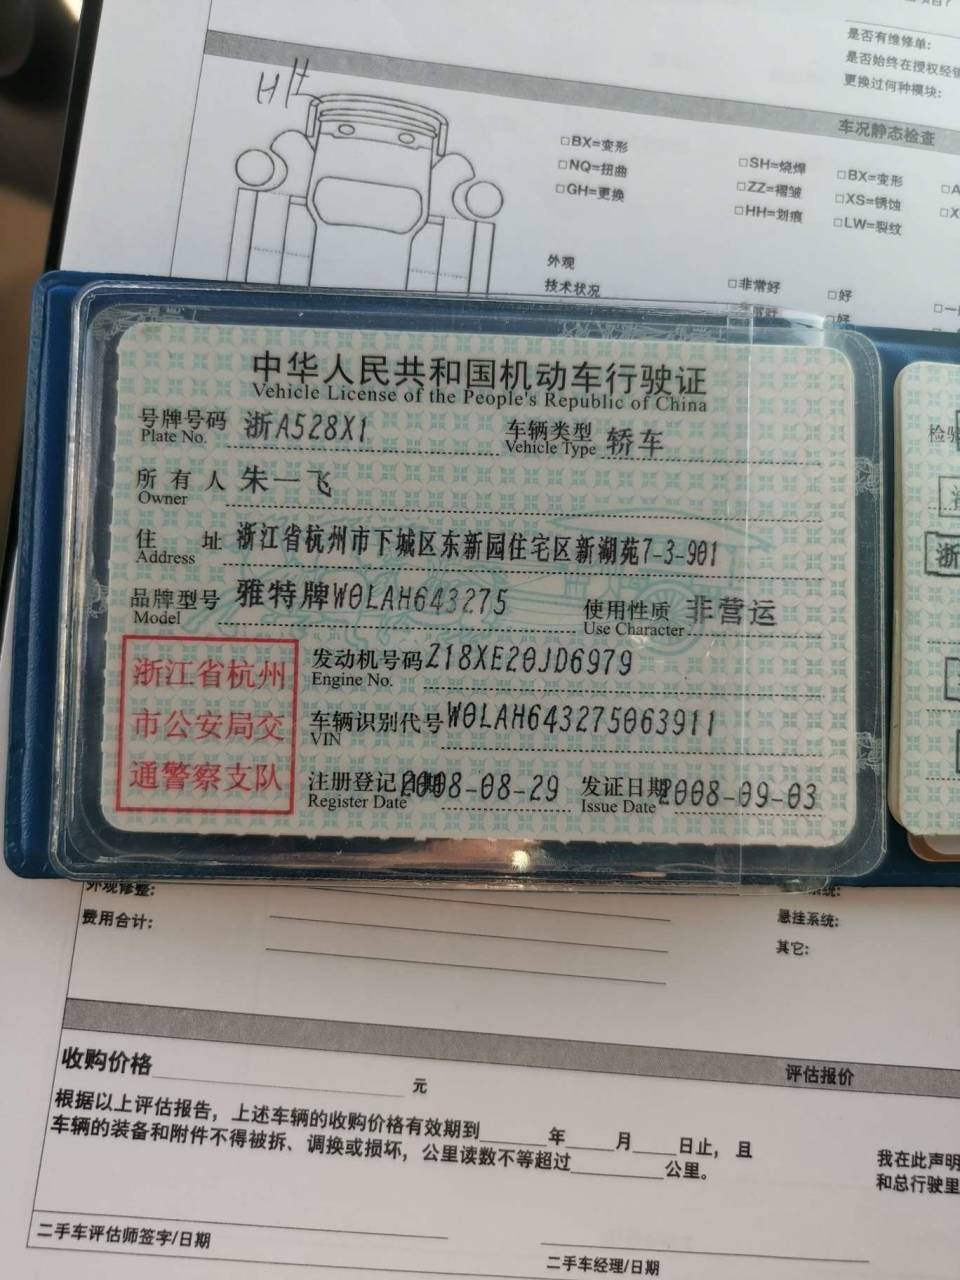 是否有维修单:
是否始终在授权经销
更换过何种模块:
车况静态检查
□BX=变形
□NQ=扭曲
□GH=更换
□SH=烧焊
□ZZ=褶皱
□HH=划痕
□BX=变形
□XS=锈蚀
□LW=裂纹
外观
技术状况
□非常好
□好
中华人民共和国机动车行驶证
Vehicle License of the People's Republic of China
号牌号码 浙A528X1 车辆类型 轿车
Plate No. Vehicle Type
所有人 朱一飞
Owner
住址 浙江省杭州市下城区东新园住宅区新湖苑7-3-901
Address
品牌型号 雅特牌W0LAH643275 使用性质 非营运
Model Use Character
浙江省杭州
市公安局交
通警察支队
发动机号码 Z18XE20JD6979
Engine No.
车辆识别代号 W0LAH643275063911
VIN
注册登记日期 2008-08-29 发证日期 2008-09-03
Register Date Issue Date
检验
浙
外观修整:
费用合计:
悬挂系统:
其它:
评估报价
收购价格 元
根据以上评估报告，上述车辆的收购价格有效期到 年 月 日止，且
车辆的装备和附件不得被拆、调换或损坏，公里读数不等超过 公里。
我在此声明
和总行驶里
二手车评估师签字/日期
二手车经理/日期